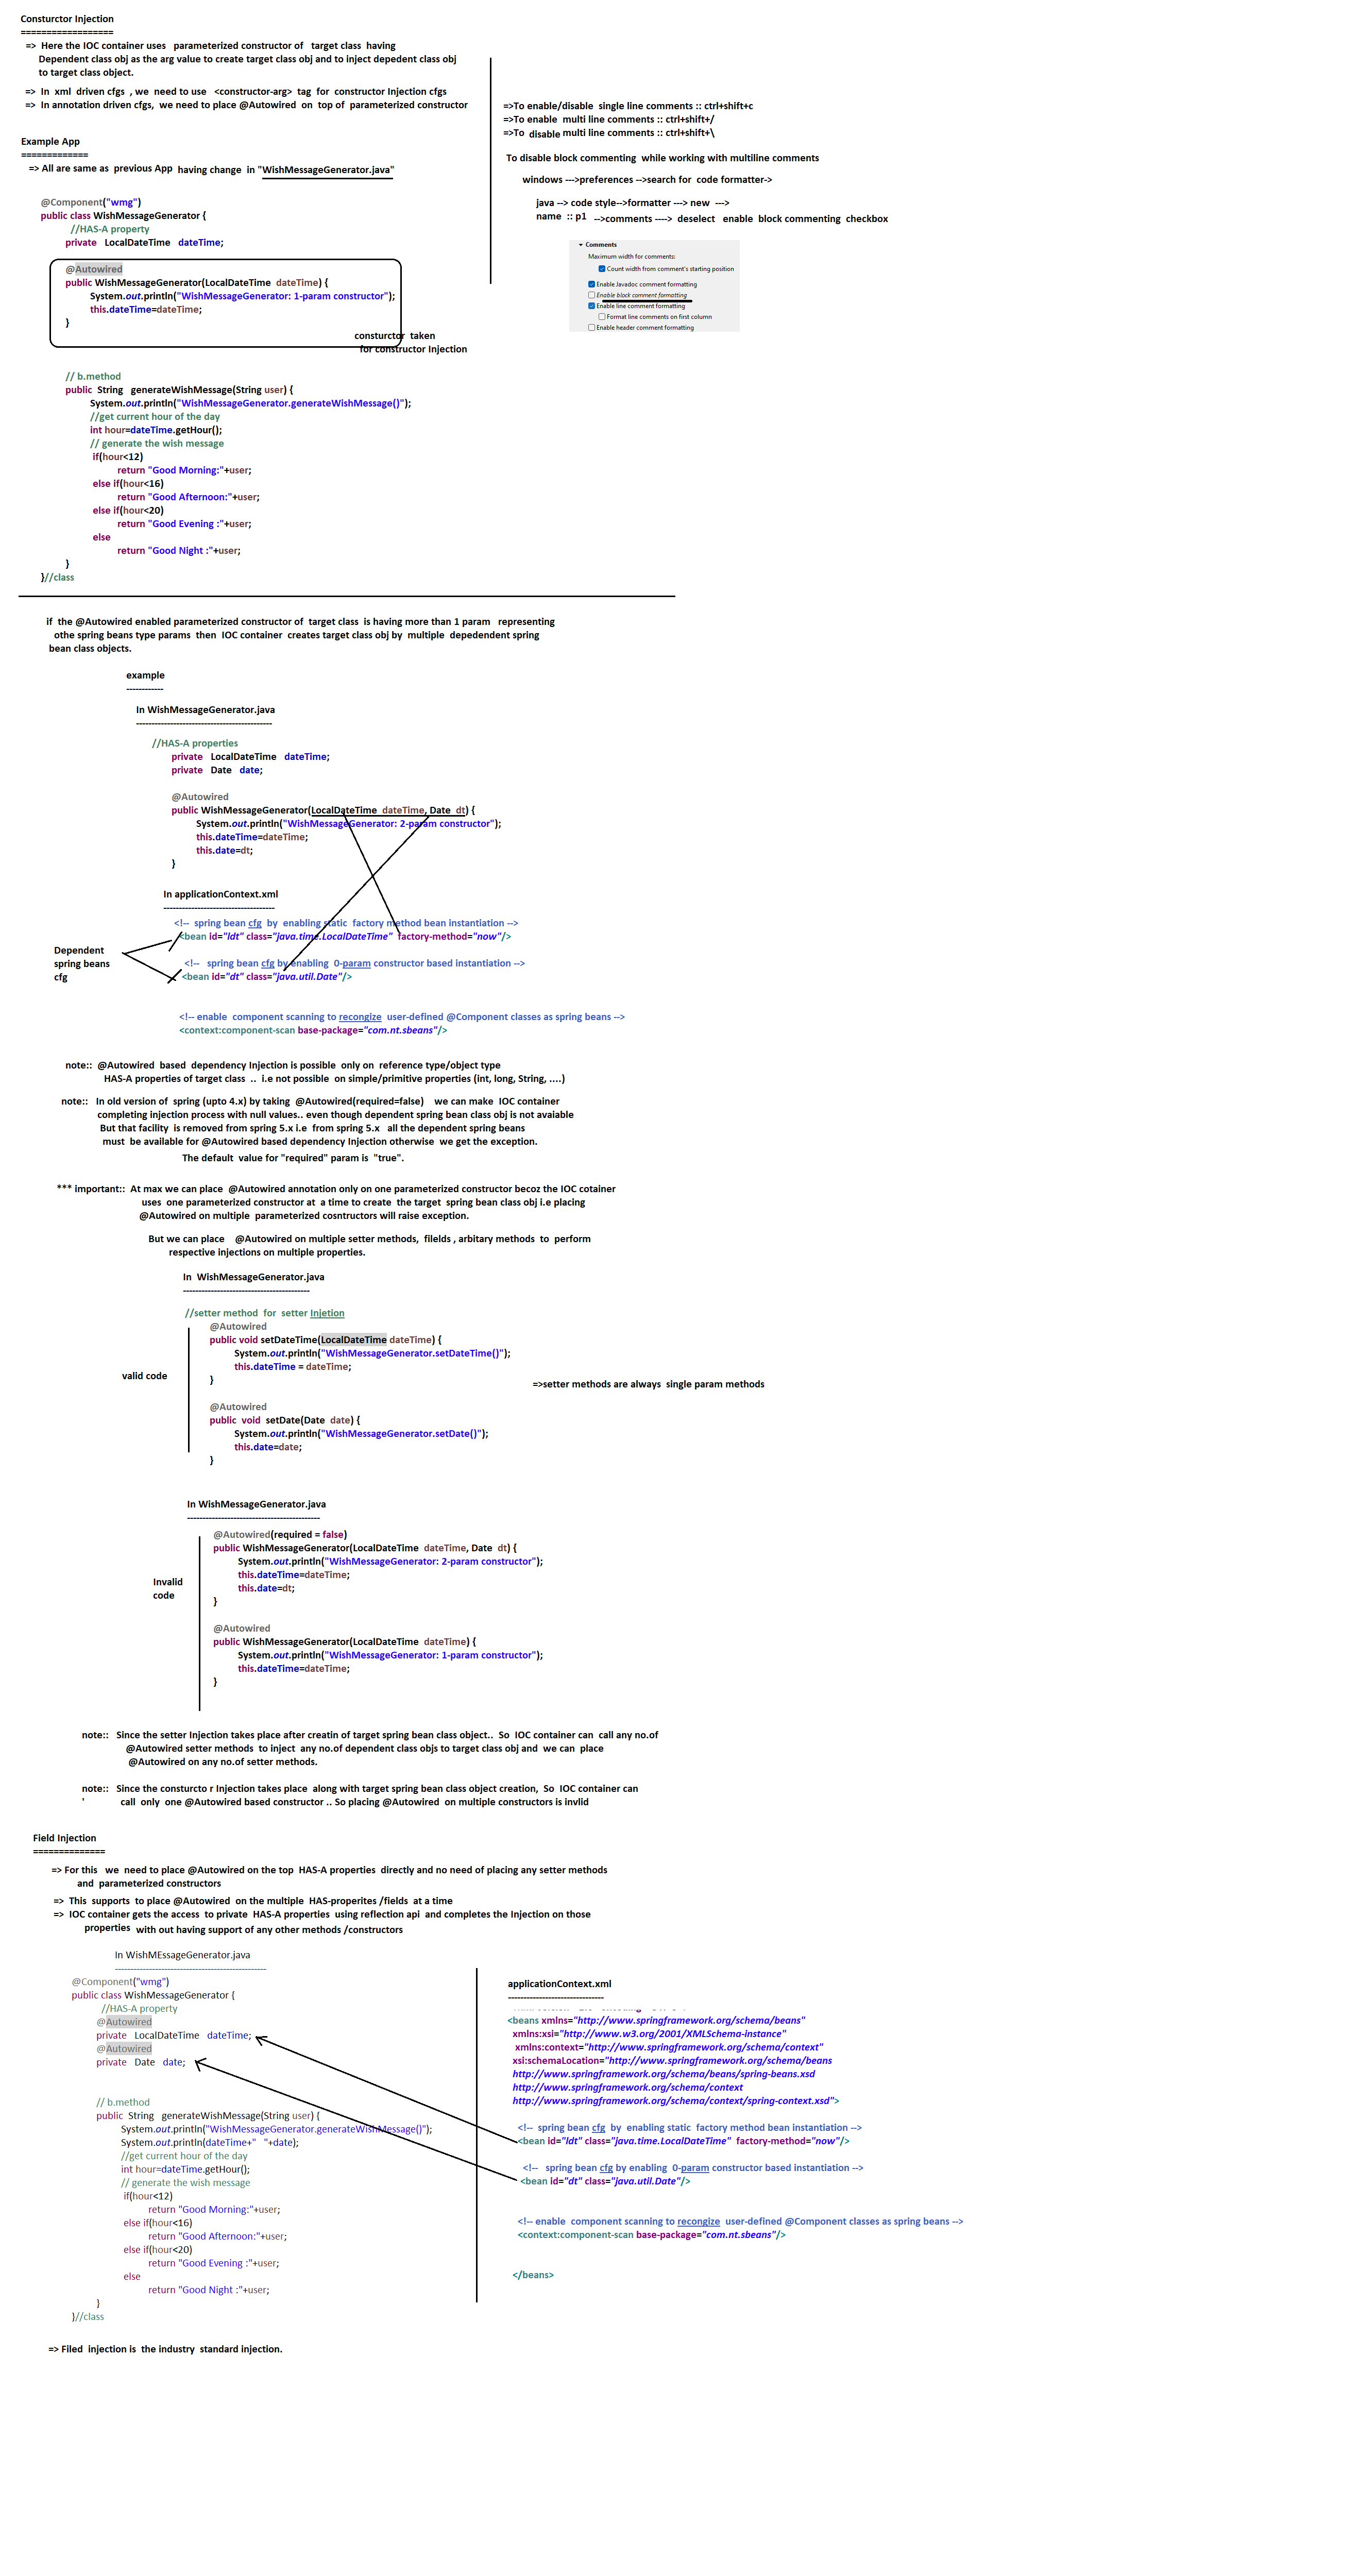 Consturctor Injection
==================
=> Here the IOC container uses parameterized constructor of target class having
Dependent class obj as the arg value to create target class obj and to inject depedent class obj
to target class object.
=> In xml driven cfgs , we need to use <constructor-arg> tag for constructor Injection cfgs
=> In annotation driven cfgs, we need to place @Autowired on top of parameterized constructor
=>To enable/disable single line comments :: ctrl+shift+c
=>To enable multi line comments :: ctrl+shift+/
=>To disable multi line comments :: ctrl+shift+\
To disable block commenting while working with multiline comments
windows --->preferences -->search for code formatter->
java --> code style-->formatter ---> new --->
name :: p1 -->comments ----> deselect enable block commenting checkbox
Comments
Maximum width for comments:
Count width from comment's starting position
Enable Javadoc comment formatting
Enable block comment formatting
Enable line comment formatting
Format line comments on first column
Enable header comment formatting
Example App
=============
=> All are same as previous App having change in "WishMessageGenerator.java"
@Component("wmg")
public class WishMessageGenerator {
//HAS-A property
private LocalDateTime dateTime;
@Autowired
public WishMessageGenerator(LocalDateTime dateTime) {
System.out.println("WishMessageGenerator: 1-param constructor");
this.dateTime=dateTime;
}
consturctor taken
for constructor Injection
// b.method
public String generateWishMessage(String user) {
System.out.println("WishMessageGenerator.generateWishMessage()");
//get current hour of the day
int hour=dateTime.getHour();
// generate the wish message
if(hour<12)
return "Good Morning:"+user;
else if(hour<16)
return "Good Afternoon:"+user;
else if(hour<20)
return "Good Evening :"+user;
else
return "Good Night :"+user;
}
}//class
if the @Autowired enabled parameterized constructor of target class is having more than 1 param representing
othe spring beans type params then IOC container creates target class obj by multiple depedendent spring
bean class objects.
example
------------
In WishMessageGenerator.java
--------------------------------------------
//HAS-A properties
private LocalDateTime dateTime;
private Date date;
@Autowired
public WishMessageGenerator(LocalDateTime dateTime, Date dt) {
System.out.println("WishMessageGenerator: 2-param constructor");
this.dateTime=dateTime;
this.date=dt;
}
In applicationContext.xml
------------------------------------
<!-- spring bean cfg by enabling static factory method bean instantiation -->
<bean id="ldt" class="java.time.LocalDateTime" factory-method="now"/>
Dependent
spring beans
cfg
<!-- spring bean cfg by enabling 0-param constructor based instantiation -->
<bean id="dt" class="java.util.Date"/>
<!-- enable component scanning to recongize user-defined @Component classes as spring beans -->
<context:component-scan base-package="com.nt.sbeans"/>
note:: @Autowired based dependency Injection is possible only on reference type/object type
HAS-A properties of target class .. i.e not possible on simple/primitive properties (int, long, String, ....)
note:: In old version of spring (upto 4.x) by taking @Autowired(required=false) we can make IOC container
completing injection process with null values.. even though dependent spring bean class obj is not avaiable
But that facility is removed from spring 5.x i.e from spring 5.x all the dependent spring beans
must be available for @Autowired based dependency Injection otherwise we get the exception.
The default value for "required" param is "true".
*** important:: At max we can place @Autowired annotation only on one parameterized constructor becoz the IOC cotainer
uses one parameterized constructor at a time to create the target spring bean class obj i.e placing
@Autowired on multiple parameterized cosntructors will raise exception.
But we can place @Autowired on multiple setter methods, filelds , arbitary methods to perform
respective injections on multiple properties.
In WishMessageGenerator.java
-----------------------------------------
//setter method for setter Injetion
@Autowired
public void setDateTime(LocalDateTime dateTime) {
System.out.println("WishMessageGenerator.setDateTime()");
this.dateTime = dateTime;
}
valid code
=>setter methods are always single param methods
@Autowired
public void setDate(Date date) {
System.out.println("WishMessageGenerator.setDate()");
this.date=date;
}
In WishMessageGenerator.java
-------------------------------------------
@Autowired(required = false)
public WishMessageGenerator(LocalDateTime dateTime, Date dt) {
System.out.println("WishMessageGenerator: 2-param constructor");
this.dateTime=dateTime;
this.date=dt;
}
Invalid
code
@Autowired
public WishMessageGenerator(LocalDateTime dateTime) {
System.out.println("WishMessageGenerator: 1-param constructor");
this.dateTime=dateTime;
}
note:: Since the setter Injection takes place after creatin of target spring bean class object.. So IOC container can call any no.of
@Autowired setter methods to inject any no.of dependent class objs to target class obj and we can place
@Autowired on any no.of setter methods.
note:: Since the consturcto r Injection takes place along with target spring bean class object creation, So IOC container can
' call only one @Autowired based constructor .. So placing @Autowired on multiple constructors is invlid
Field Injection
==============
=> For this we need to place @Autowired on the top HAS-A properties directly and no need of placing any setter methods
and parameterized constructors
=> This supports to place @Autowired on the multiple HAS-properites /fields at a time
=> IOC container gets the access to private HAS-A properties using reflection api and completes the Injection on those
properties with out having support of any other methods /constructors
In WishMEssageGenerator.java
-------------------------------------------------
@Component("wmg")
public class WishMessageGenerator {
//HAS-A property
@Autowired
private LocalDateTime dateTime;
@Autowired
private Date date;
// b.method
public String generateWishMessage(String user) {
System.out.println("WishMessageGenerator.generateWishMessage()");
System.out.println(dateTime+" "+date);
//get current hour of the day
int hour=dateTime.getHour();
// generate the wish message
if(hour<12)
return "Good Morning:"+user;
else if(hour<16)
return "Good Afternoon:"+user;
else if(hour<20)
return "Good Evening :"+user;
else
return "Good Night :"+user;
}
}//class
applicationContext.xml
-------------------------------
<beans xmlns="http://www.springframework.org/schema/beans"
xmlns:xsi="http://www.w3.org/2001/XMLSchema-instance"
xmlns:context="http://www.springframework.org/schema/context"
xsi:schemaLocation="http://www.springframework.org/schema/beans
http://www.springframework.org/schema/beans/spring-beans.xsd
http://www.springframework.org/schema/context
http://www.springframework.org/schema/context/spring-context.xsd">
<!-- spring bean cfg by enabling static factory method bean instantiation -->
<bean id="ldt" class="java.time.LocalDateTime" factory-method="now"/>
<!-- spring bean cfg by enabling 0-param constructor based instantiation -->
<bean id="dt" class="java.util.Date"/>
<!-- enable component scanning to recongize user-defined @Component classes as spring beans -->
<context:component-scan base-package="com.nt.sbeans"/>
</beans>
=> Filed injection is the industry standard injection.